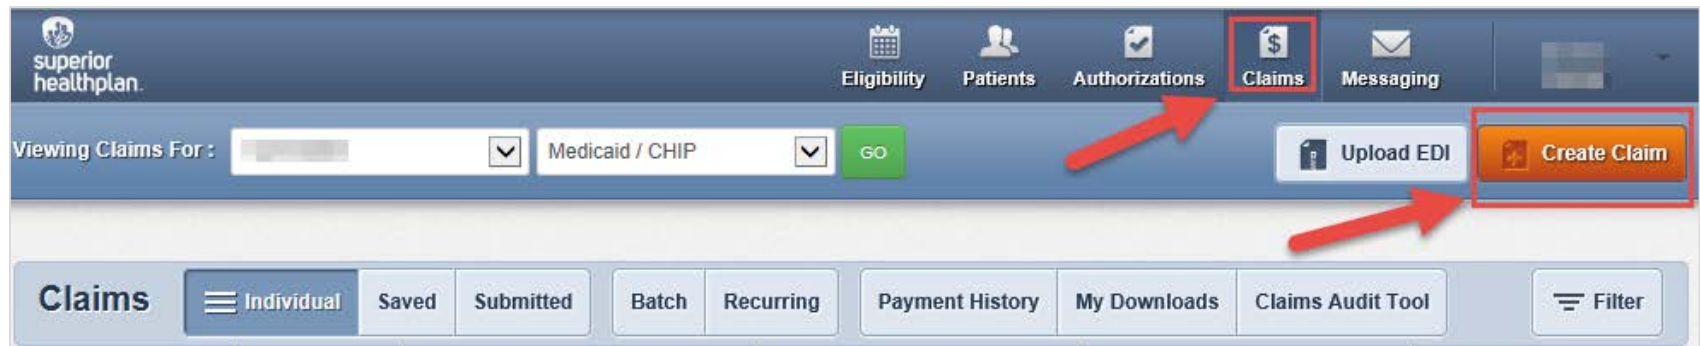 superior
healthplan.
Eligibility Patients Authorizations Claims Messaging
Viewing Claims For : Medicaid / CHIP GO Upload EDI Create Claim
Claims Individual Saved Submitted Batch Recurring Payment History My Downloads Claims Audit Tool Filter